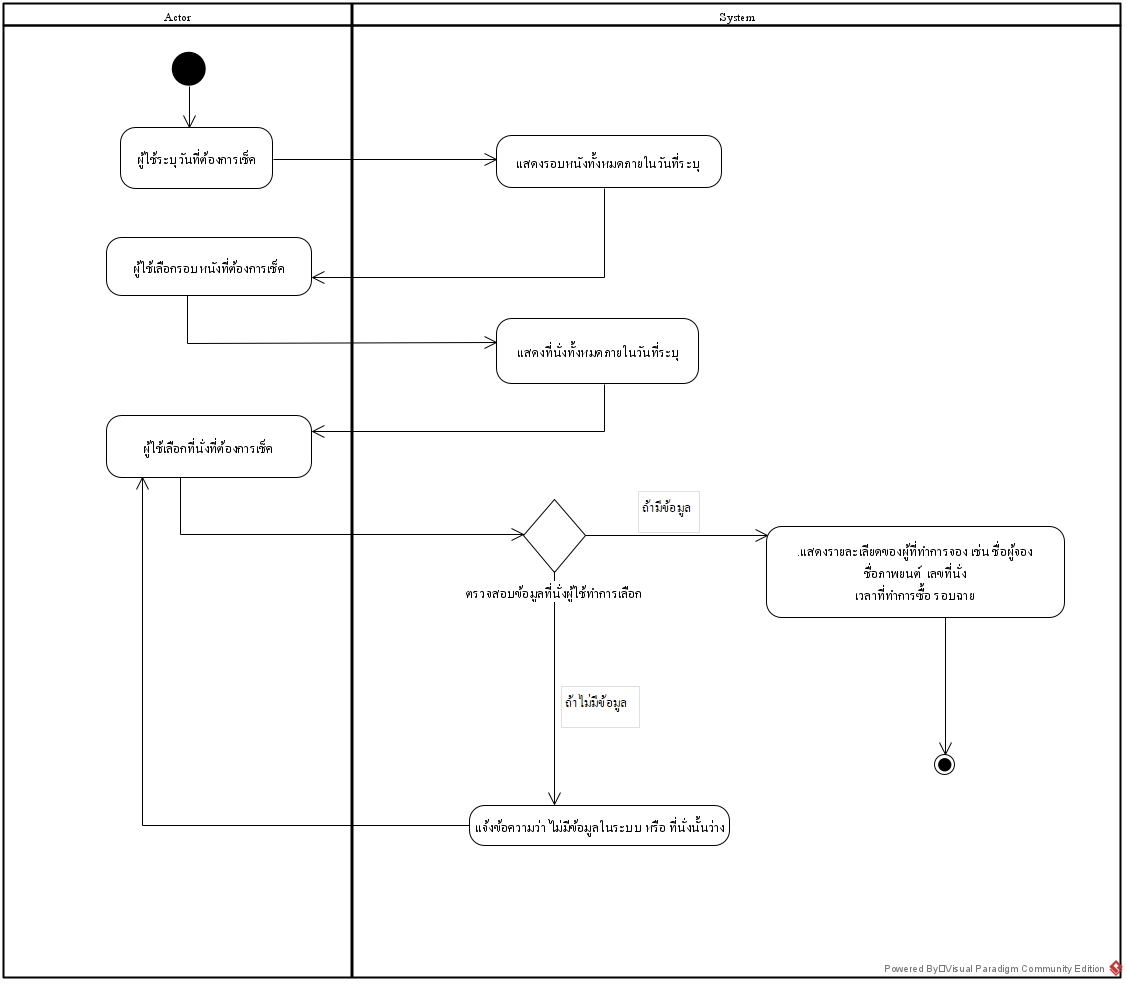 Actor
System
ผู้ใช้ระบุวันที่ต้องการเช็ค
แสดงรอบหนังทั้งหมดภายในวันที่ระบุ
ผู้ใช้เลือกรอบหนังที่ต้องการเช็ค
แสดงที่นั่งทั้งหมดภายในวันที่ระบุ
ผู้ใช้เลือกที่นั่งที่ต้องการเช็ค
ถ้ามีข้อมูล
.แสดงรายละเลียดของผู้ที่ทำการจอง เช่น ชื่อผู้จอง
ชื่อภาพยนต์ เลขที่นั่ง
เวลาที่ทำการซื้อ รอบฉาย
ตรวจสอบข้อมูลที่นั่งผู้ใช้ทำการเลือก
ถ้าไม่มีข้อมูล
แจ้งข้อความว่า ไม่มีข้อมูลในระบบ หรือ ที่นั่งนั้นว่าง
Powered By Visual Paradigm Community Edition